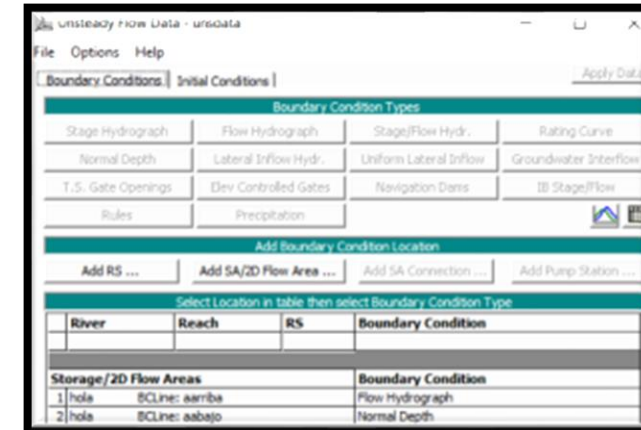 Unsteady Flow Data - unsdata
File Options Help
Boundary Conditions Initial Conditions Apply Data
Boundary Condition Types
Stage Hydrograph Flow Hydrograph Stage/Flow Hydr. Rating Curve
Normal Depth Lateral Inflow Hydr. Uniform Lateral Inflow Groundwater Interflow
T.S. Gate Openings Elev Controlled Gates Navigation Dams IB Stage/Flow
Rules Precipitation
Add Boundary Condition Location
Add RS ... Add SA/2D Flow Area ... Add SA Connection ... Add Pump Station ...
Select Location in table then select Boundary Condition Type
River Reach RS Boundary Condition
Storage/2D Flow Areas Boundary Condition
1 hola BCLine: aarriba Flow Hydrograph
2 hola BCLine: aabajo Normal Depth